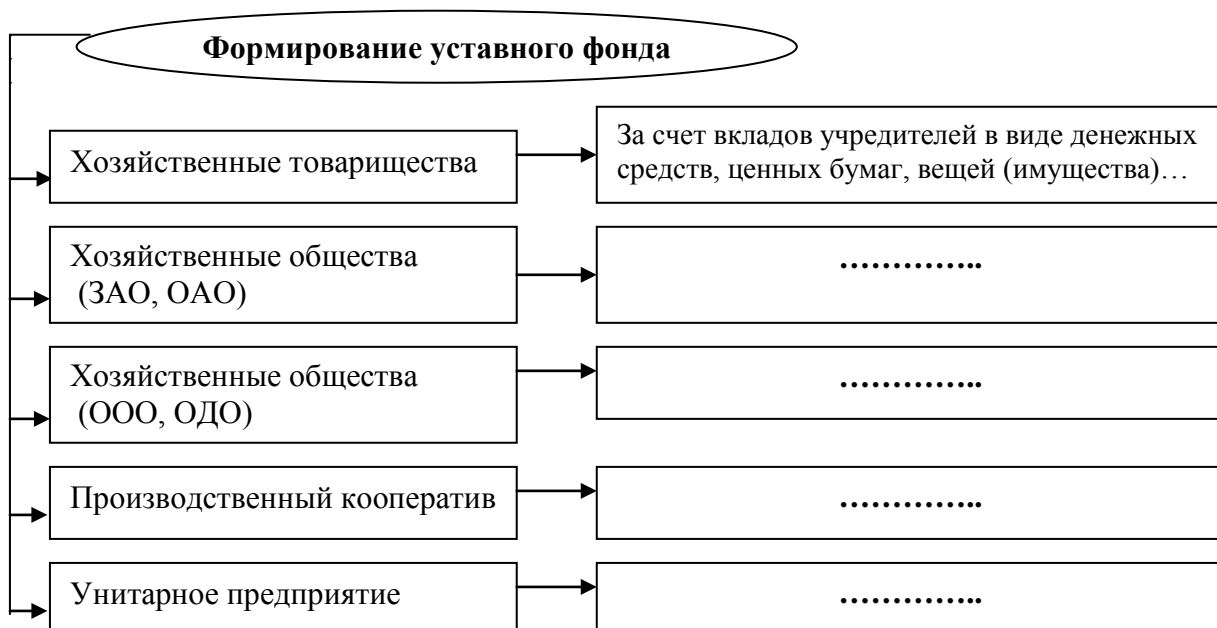 Формирование уставного фонда
Хозяйственные товарищества
За счет вкладов учредителей в виде денежных
средств, ценных бумаг, вещей (имущества)…
Хозяйственные общества
(ЗАО, ОАО)
…………..
Хозяйственные общества
(ООО, ОДО)
…………..
Производственный кооператив
…………..
Унитарное предприятие
…………..